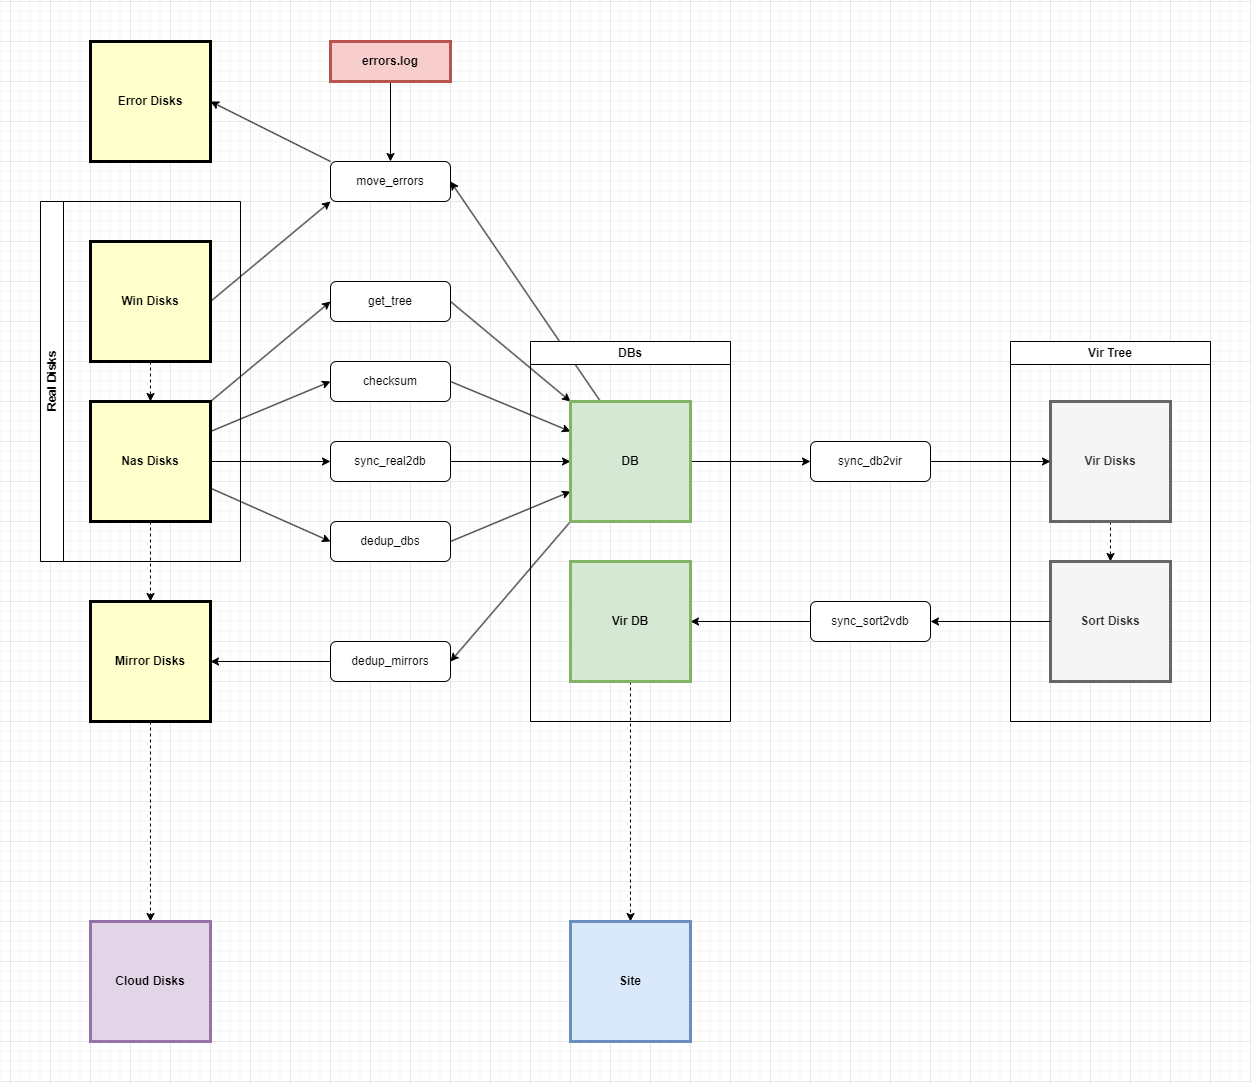 errors.log
Error Disks
move_errors
Real Disks
Win Disks
get_tree
DBs
Vir Tree
checksum
Nas Disks
sync_real2db
DB
sync_db2vir
Vir Disks
dedup_dbs
Vir DB
sync_sort2vdb
Sort Disks
Mirror Disks
dedup_mirrors
Cloud Disks
Site